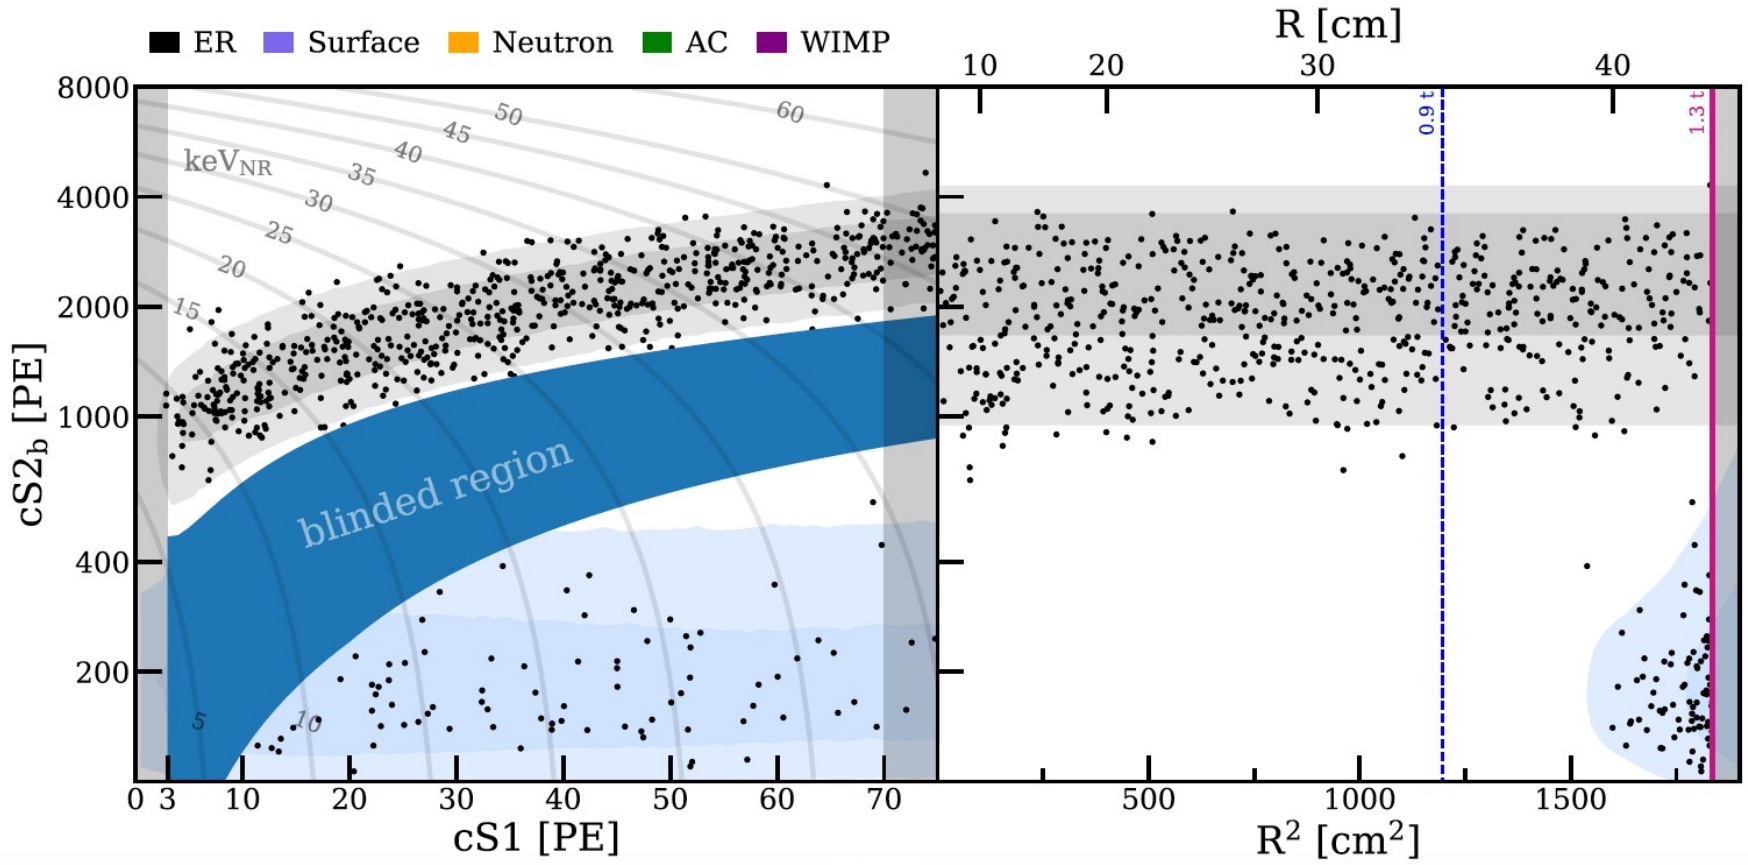 ER Surface Neutron AC WIMP
R [cm]
10 20 30 40
8000
4000
2000
1000
400
200
cS2b [PE]
keVNR
50
60
45
40
35
30
25
20
15
5
10
blinded region
0.9 t
1.3 t
0 3 10 20 30 40 50 60 70
500 1000 1500
cS1 [PE]
R² [cm²]